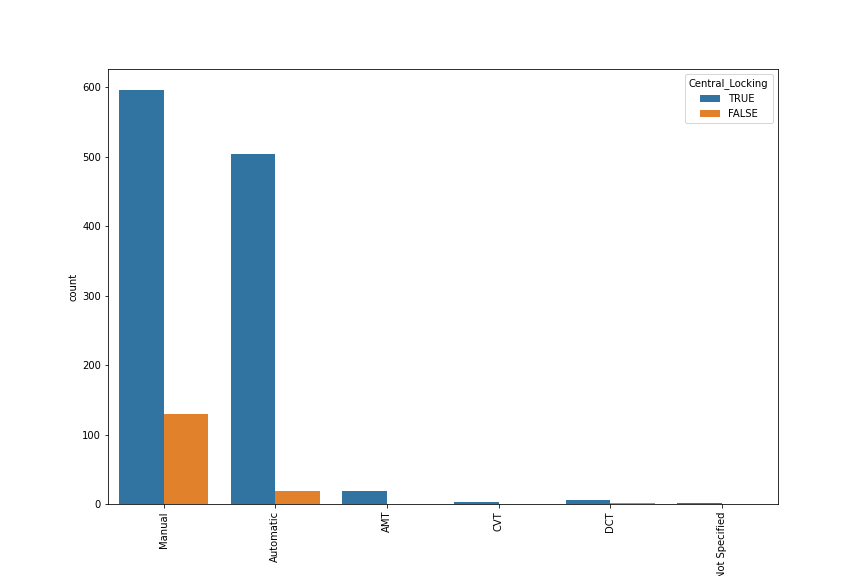 Central_Locking
TRUE
FALSE
600
500
400
300
200
100
0
count
Manual
Automatic
AMT
CVT
DCT
Not Specified